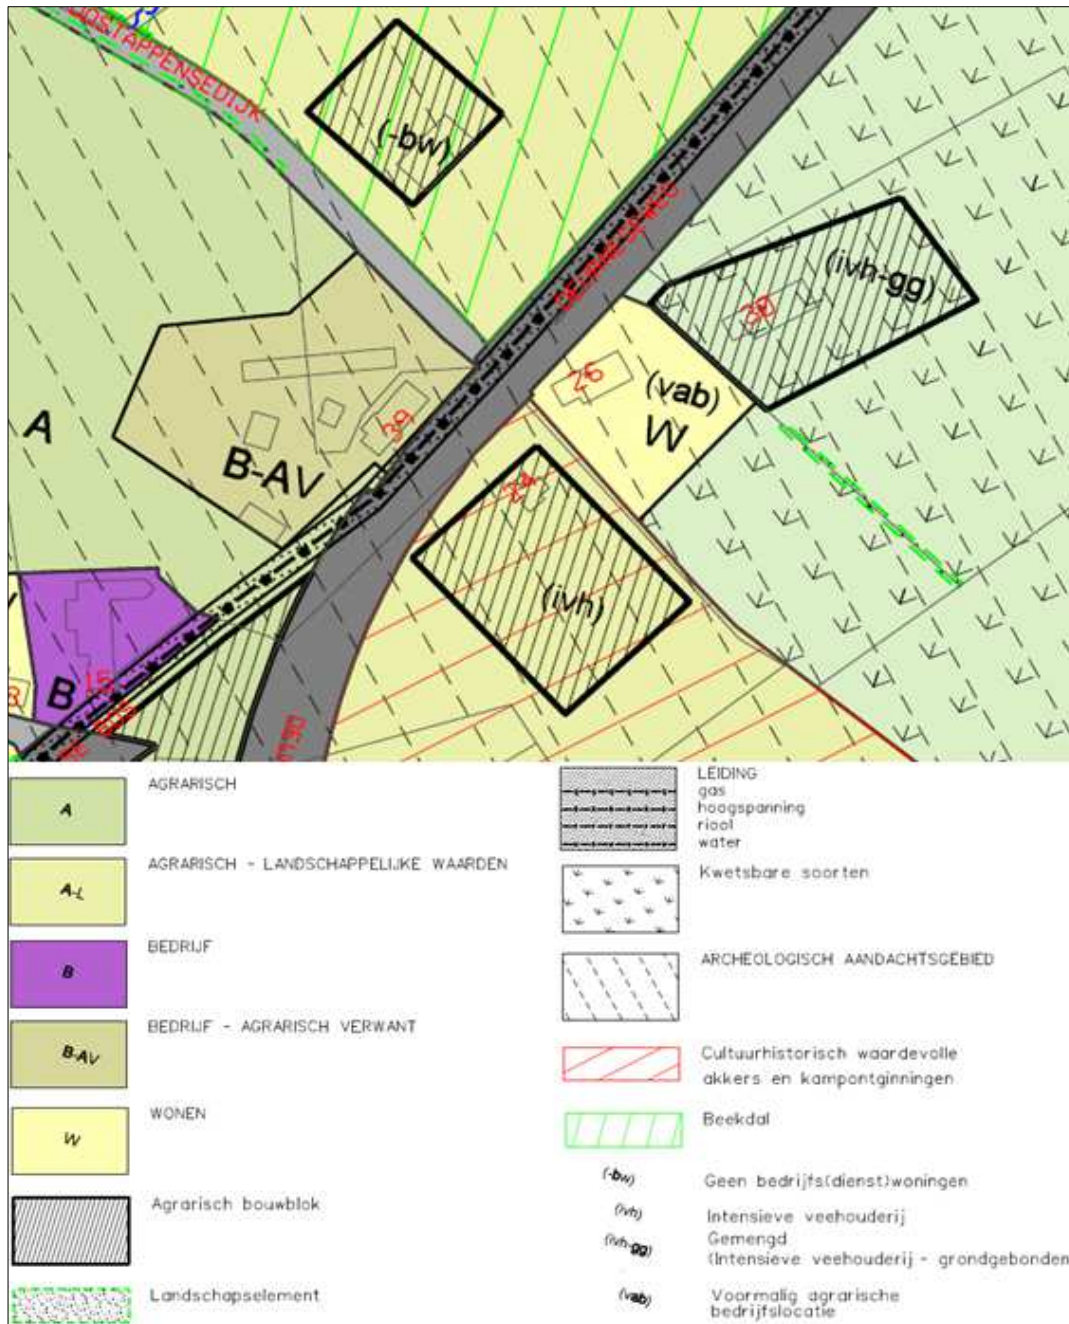 OOSTAPPENSEDIJK
(-bw)
(ivh-gg)
26
(vab)
W
A
39
B-AV
24
(ivh)
15
B
A
AGRARISCH
A-L
AGRARISCH - LANDSCHAPPELIJKE WAARDEN
B
BEDRIJF
B-AV
BEDRIJF - AGRARISCH VERWANT
W
WONEN
Agrarisch bouwblok
Landschapselement
LEIDING
gas
hoogspanning
riool
water
Kwetsbare soorten
ARCHEOLOGISCH AANDACHTSGEBIED
Cultuurhistorisch waardevolle
akkers en kampontginningen
Beekdal
(-bw) Geen bedrijfs(dienst)woningen
(ivh) Intensieve veehouderij
(ivh-gg) Gemengd
(Intensieve veehouderij - grondgebonden
(vab) Voormalig agrarische
bedrijfslocatie